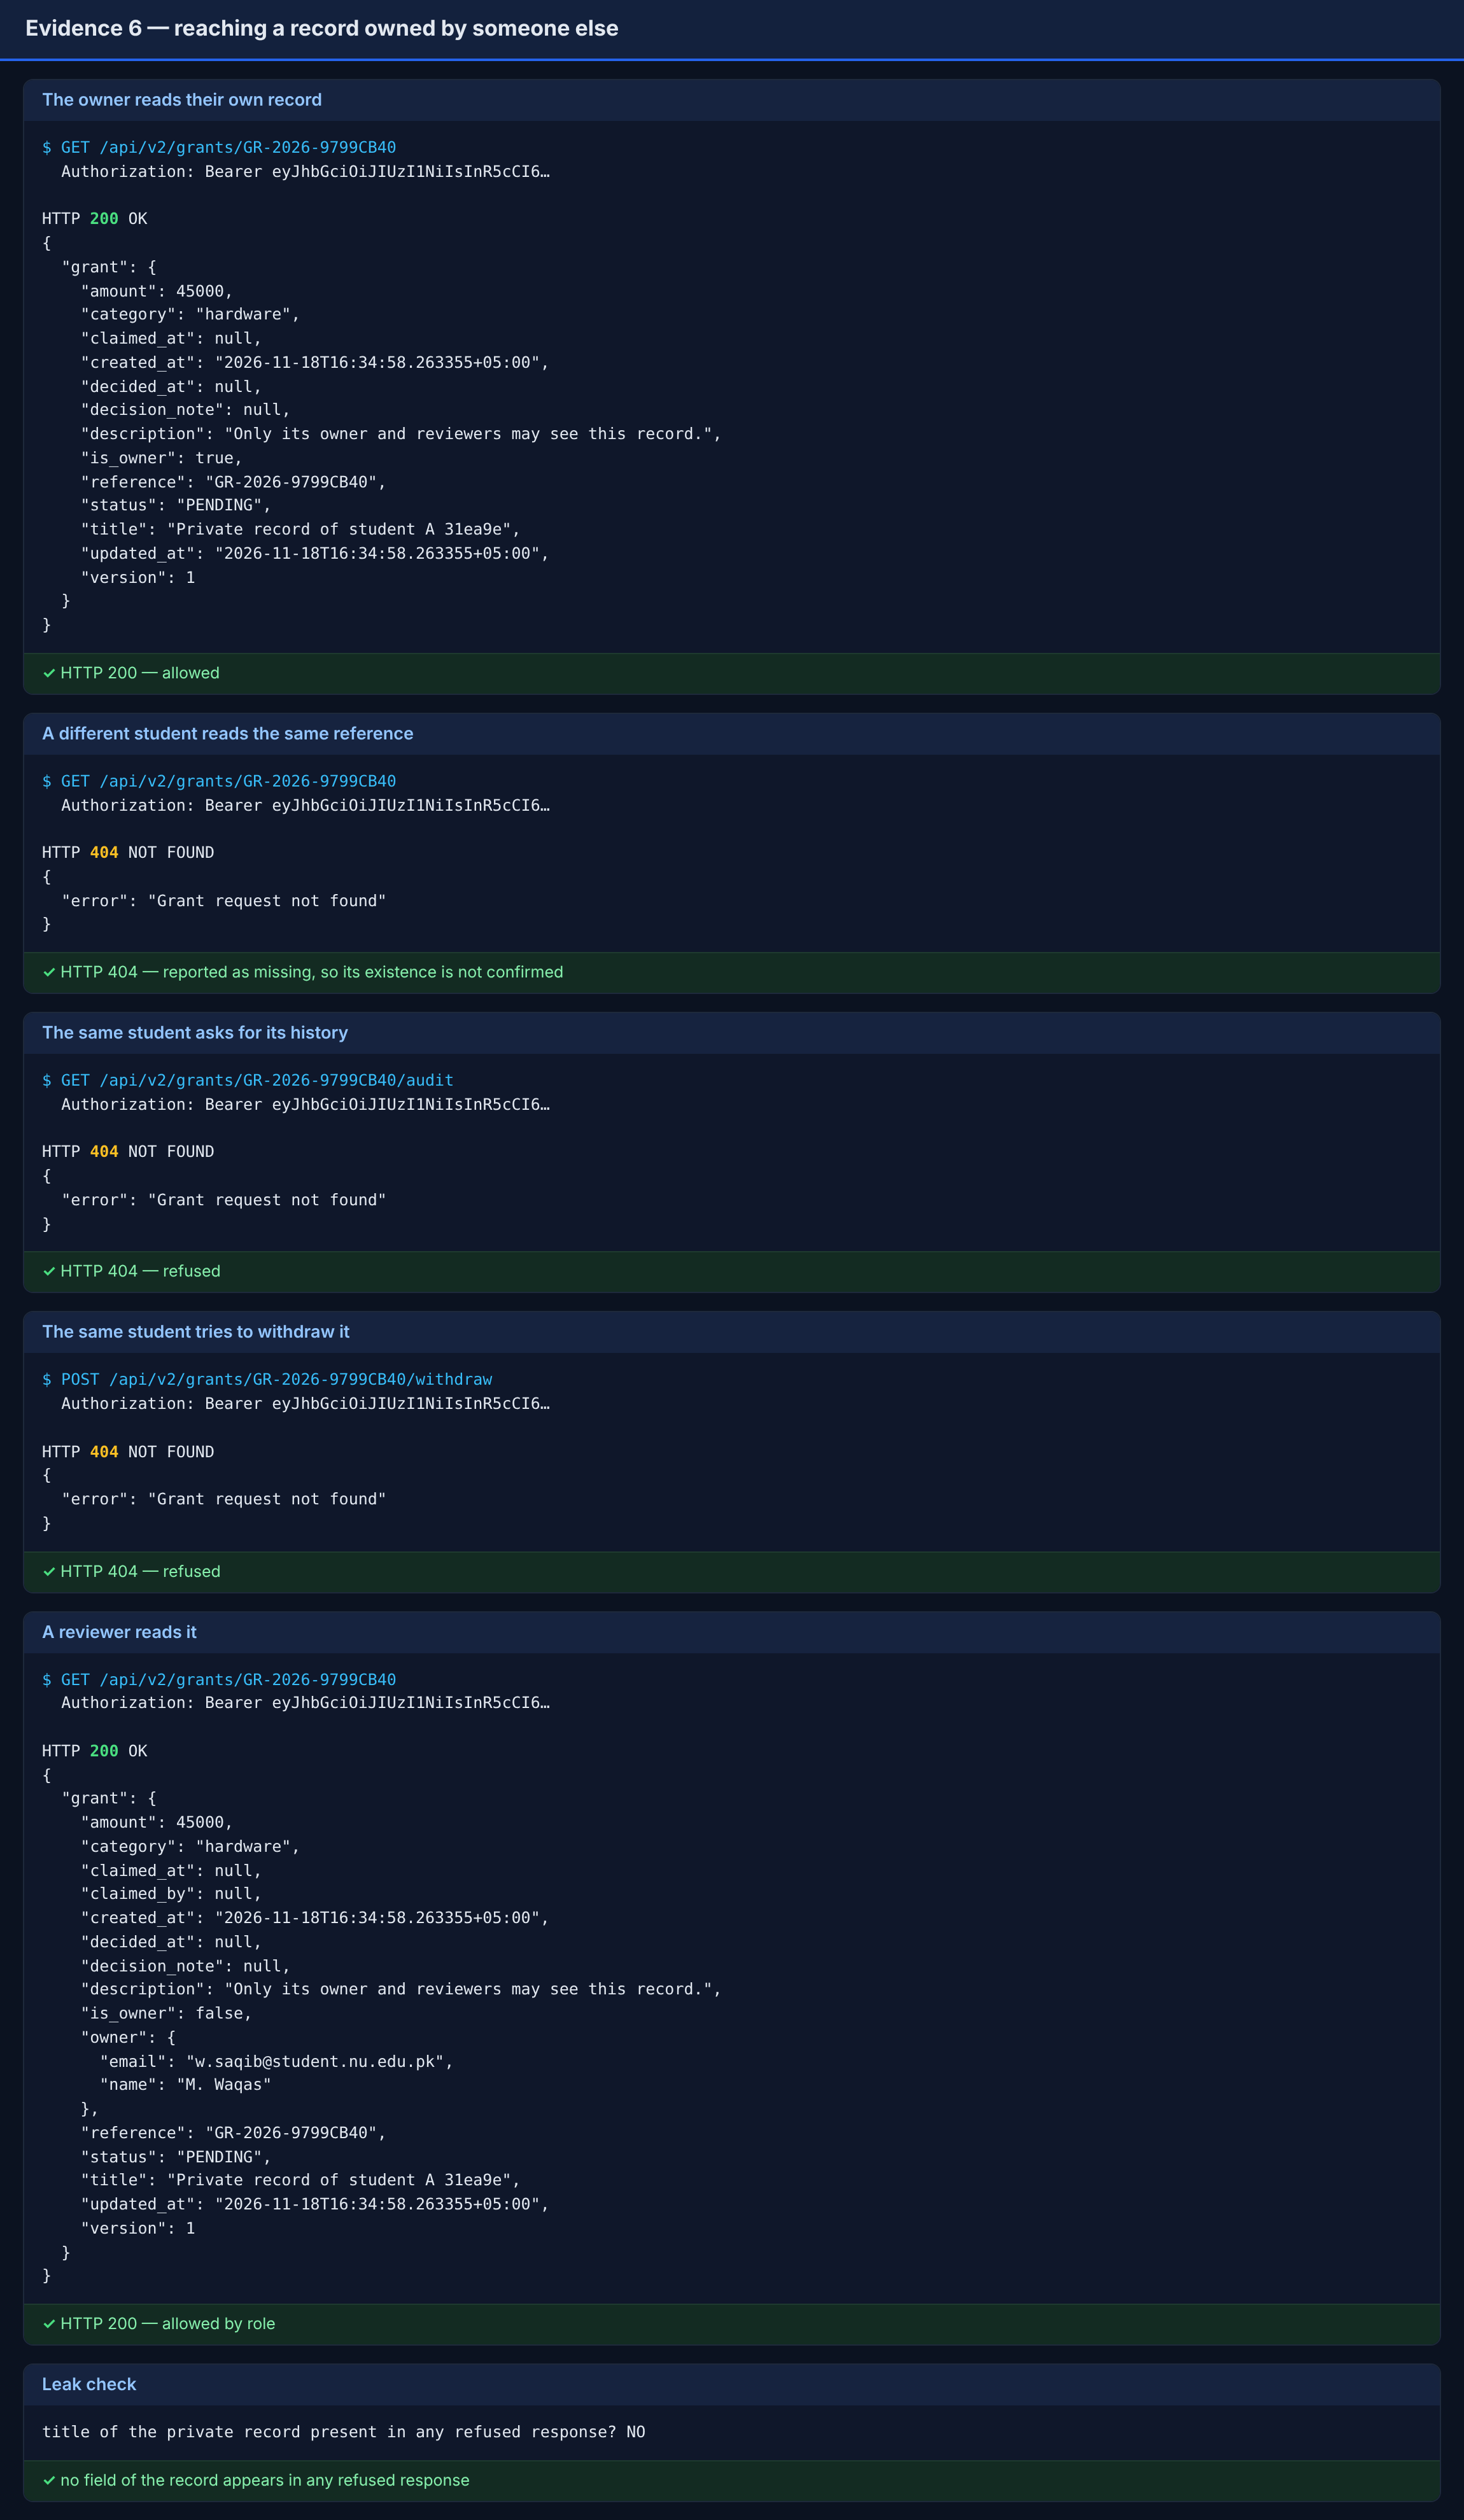 Evidence 6 — reaching a record owned by someone else
The owner reads their own record
$ GET /api/v2/grants/GR-2026-9799CB40
  Authorization: Bearer eyJhbGciOiJIUzI1NiIsInR5cCI6…
HTTP 200 OK
{
  "grant": {
    "amount": 45000,
    "category": "hardware",
    "claimed_at": null,
    "created_at": "2026-11-18T16:34:58.263355+05:00",
    "decided_at": null,
    "decision_note": null,
    "description": "Only its owner and reviewers may see this record.",
    "is_owner": true,
    "reference": "GR-2026-9799CB40",
    "status": "PENDING",
    "title": "Private record of student A 31ea9e",
    "updated_at": "2026-11-18T16:34:58.263355+05:00",
    "version": 1
  }
}
✓ HTTP 200 — allowed
A different student reads the same reference
$ GET /api/v2/grants/GR-2026-9799CB40
  Authorization: Bearer eyJhbGciOiJIUzI1NiIsInR5cCI6…
HTTP 404 NOT FOUND
{
  "error": "Grant request not found"
}
✓ HTTP 404 — reported as missing, so its existence is not confirmed
The same student asks for its history
$ GET /api/v2/grants/GR-2026-9799CB40/audit
  Authorization: Bearer eyJhbGciOiJIUzI1NiIsInR5cCI6…
HTTP 404 NOT FOUND
{
  "error": "Grant request not found"
}
✓ HTTP 404 — refused
The same student tries to withdraw it
$ POST /api/v2/grants/GR-2026-9799CB40/withdraw
  Authorization: Bearer eyJhbGciOiJIUzI1NiIsInR5cCI6…
HTTP 404 NOT FOUND
{
  "error": "Grant request not found"
}
✓ HTTP 404 — refused
A reviewer reads it
$ GET /api/v2/grants/GR-2026-9799CB40
  Authorization: Bearer eyJhbGciOiJIUzI1NiIsInR5cCI6…
HTTP 200 OK
{
  "grant": {
    "amount": 45000,
    "category": "hardware",
    "claimed_at": null,
    "claimed_by": null,
    "created_at": "2026-11-18T16:34:58.263355+05:00",
    "decided_at": null,
    "decision_note": null,
    "description": "Only its owner and reviewers may see this record.",
    "is_owner": false,
    "owner": {
      "email": "w.saqib@student.nu.edu.pk",
      "name": "M. Waqas"
    },
    "reference": "GR-2026-9799CB40",
    "status": "PENDING",
    "title": "Private record of student A 31ea9e",
    "updated_at": "2026-11-18T16:34:58.263355+05:00",
    "version": 1
  }
}
✓ HTTP 200 — allowed by role
Leak check
title of the private record present in any refused response? NO
✓ no field of the record appears in any refused response